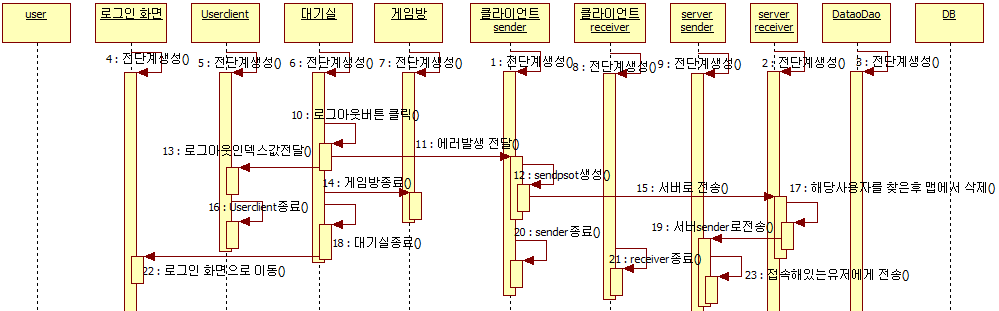 user
로그인 화면
Userclient
대기실
게임방
클라이언트
sender
클라이언트
receiver
server
sender
server
receiver
DataoDao
DB
4 : 전단계생성()
5 : 전단계생성()
6 : 전단계생성()
7 : 전단계생성()
1 : 전단계생성()
8 : 전단계생성()
9 : 전단계생성()
2 : 전단계생성()
3 : 전단계생성()
10 : 로그아웃버튼 클릭()
11 : 에러발생 전달()
13 : 로그아웃인덱스값전달()
12 : sendpsot생성()
14 : 게임방종료()
15 : 서버로 전송()
17 : 해당사용자를 찾은후 맵에서 삭제()
16 : Userclient종료()
18 : 대기실종료()
20 : sender종료()
19 : 서버sender로전송()
21 : receiver종료()
22 : 로그인 화면으로 이동()
23 : 접속해있는유저에게 전송()